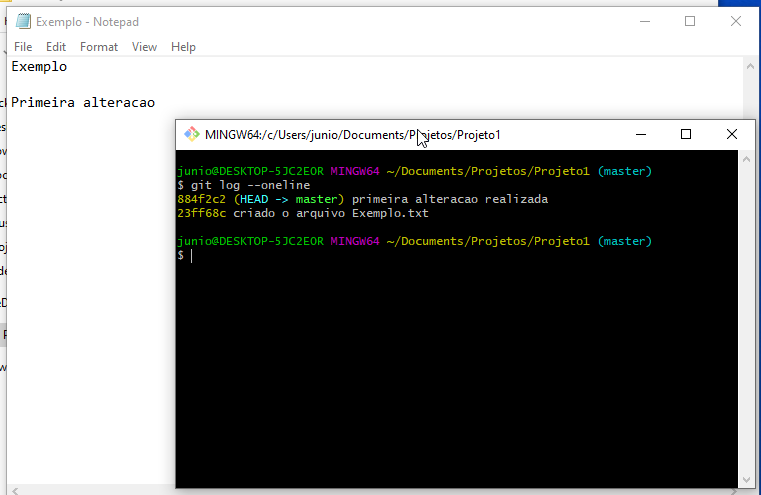 Exemplo - Notepad
File Edit Format View Help
Exemplo
Primeira alteracao
MINGW64:/c/Users/junio/Documents/Projetos/Projeto1
junio@DESKTOP-5JC2EOR MINGW64 ~/Documents/Projetos/Projeto1 (master)
$ git log --oneline
884f2c2 (HEAD -> master) primeira alteracao realizada
23ff68c criado o arquivo Exemplo.txt
junio@DESKTOP-5JC2EOR MINGW64 ~/Documents/Projetos/Projeto1 (master)
$